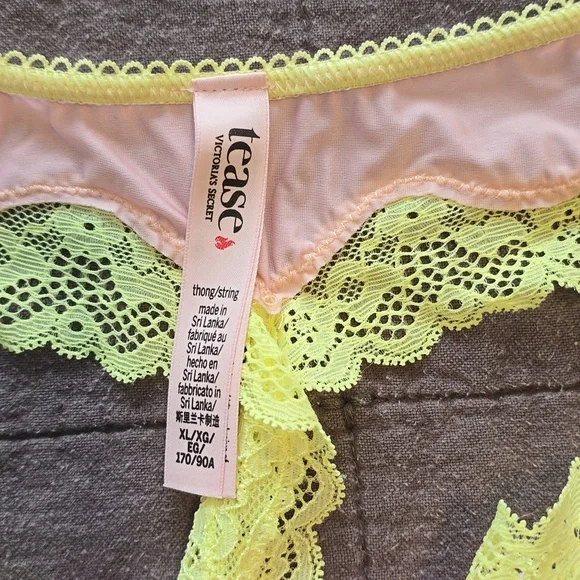 tease
VICTORIA'S SECRET
thong/string
made in
Sri Lanka/
fabriqué au
Sri Lanka/
hecho en
Sri Lanka/
fabbricato in
Sri Lanka/
斯里兰卡制造
XL/XG/
EG/
170/90A